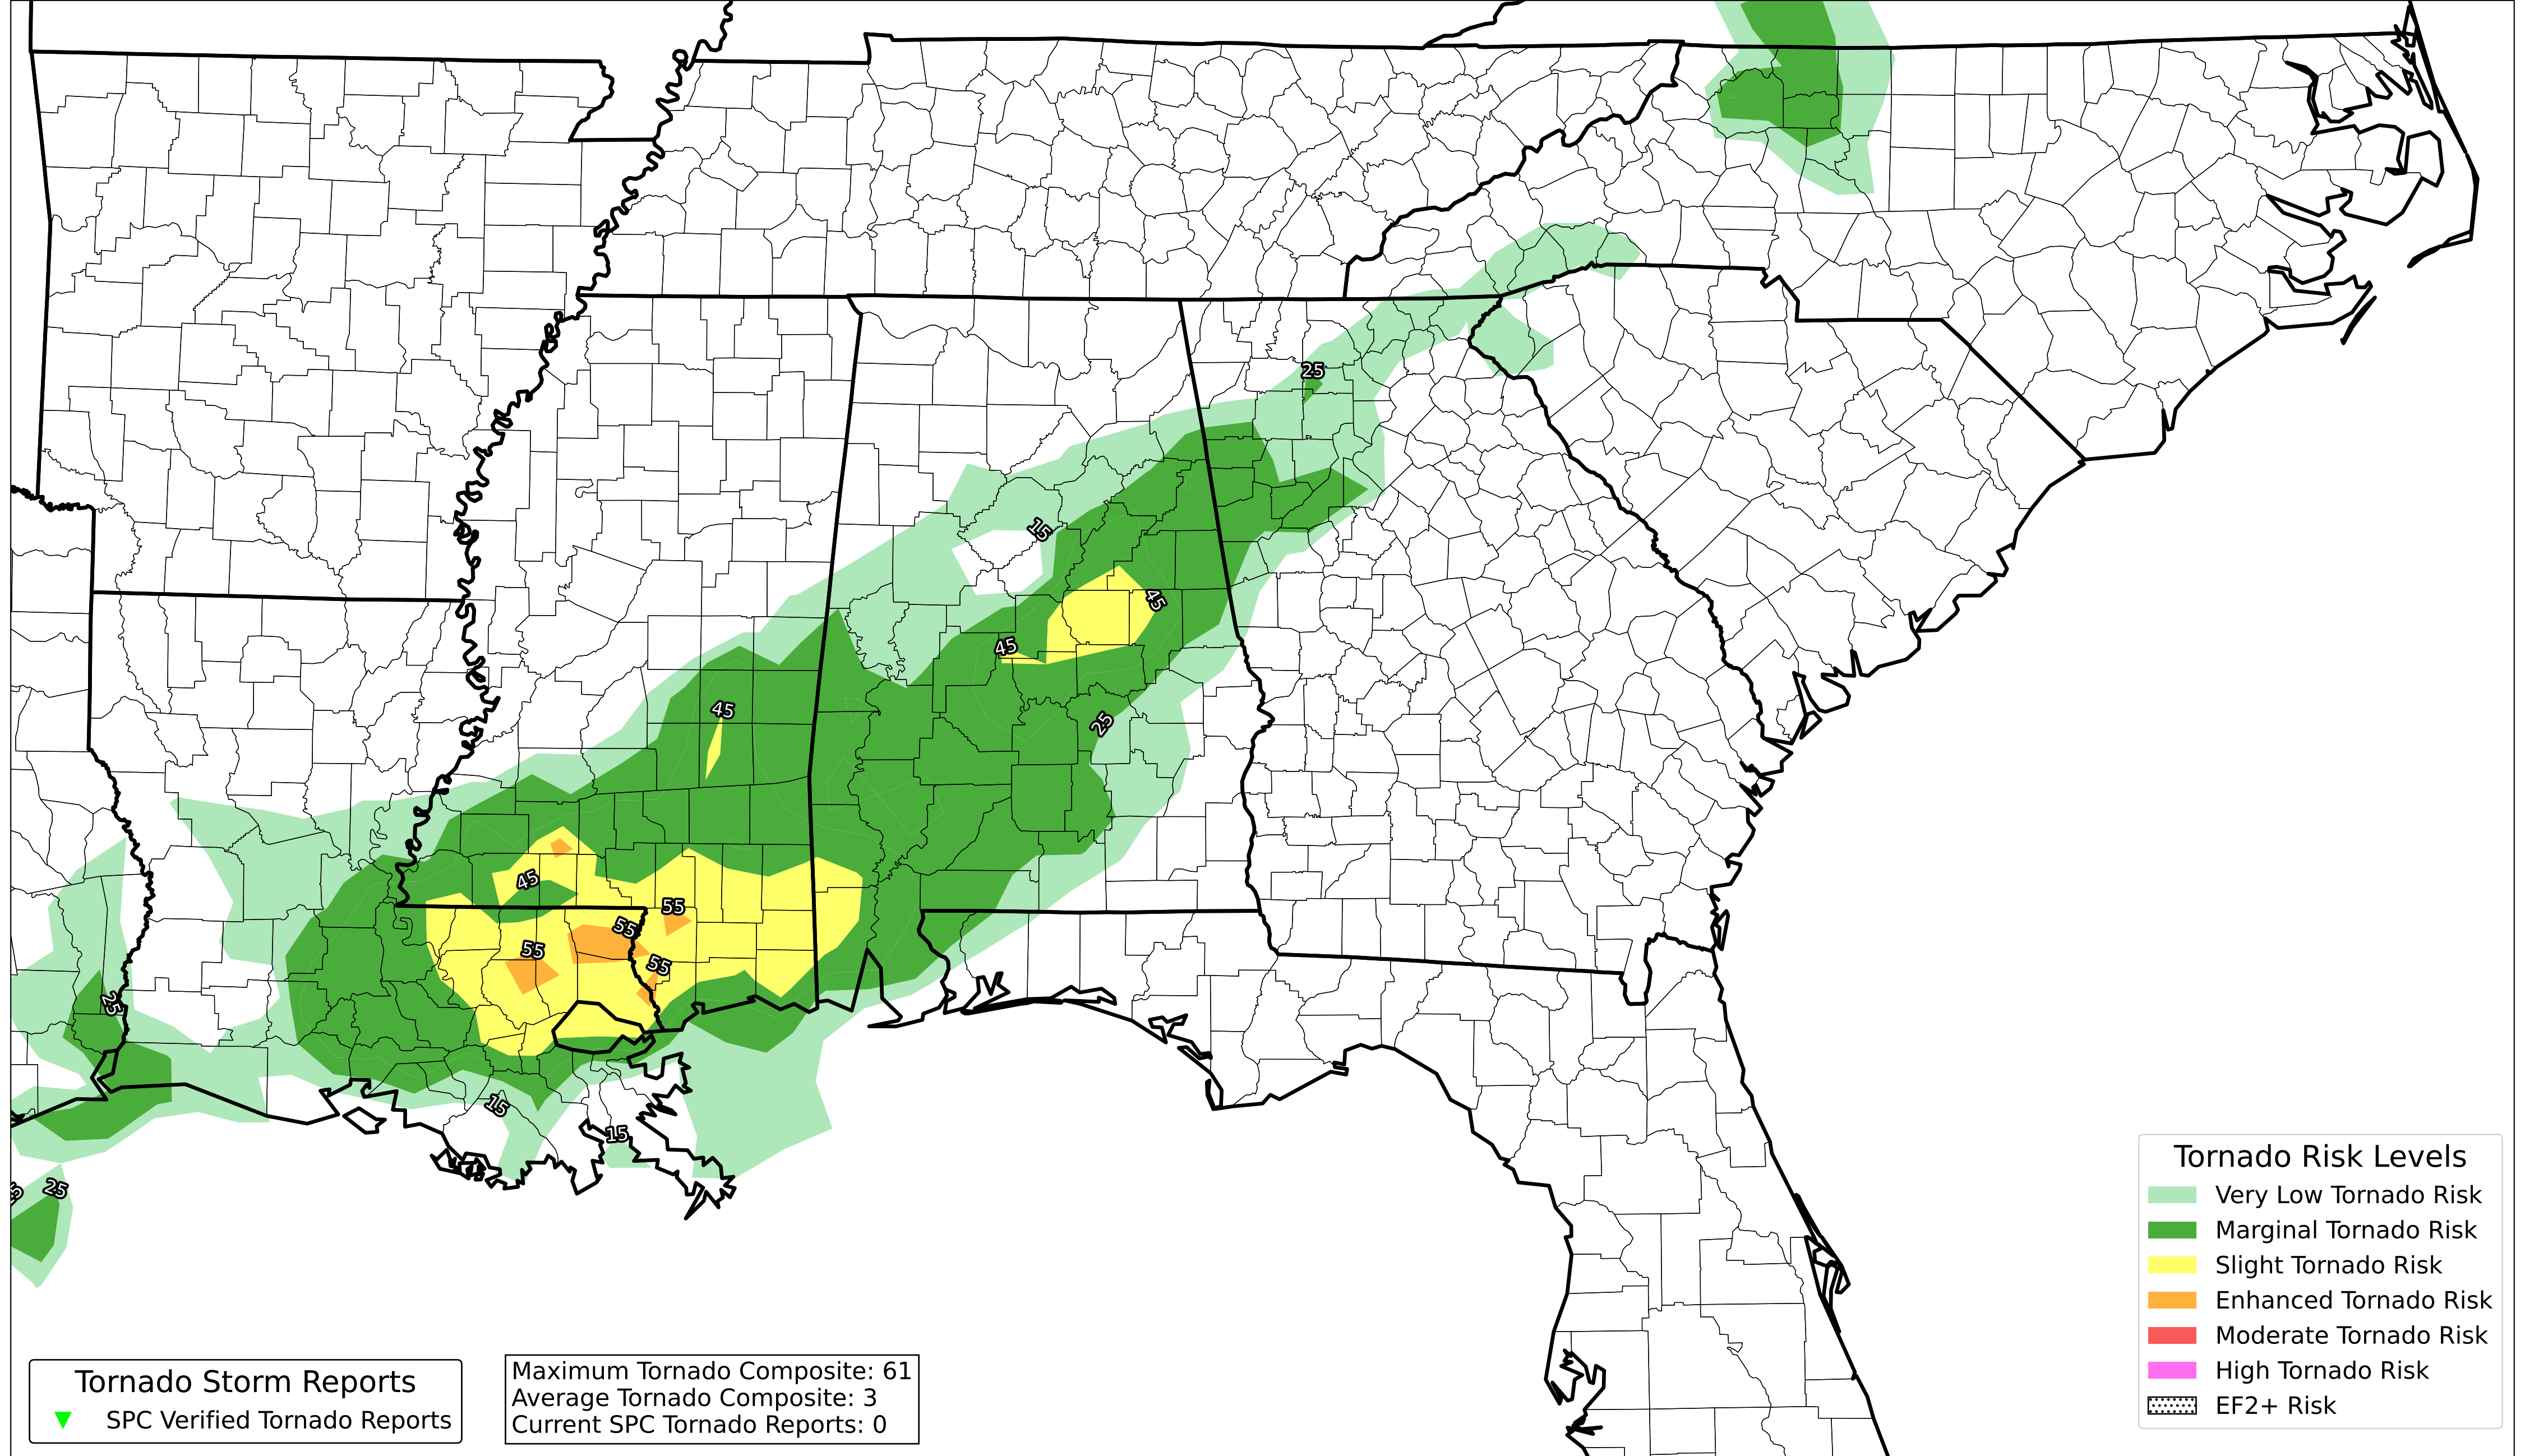 25
15
45
45
45
25
45
55
55
55
55
25
15
15
25
Tornado Risk Levels
Very Low Tornado Risk
Marginal Tornado Risk
Slight Tornado Risk
Enhanced Tornado Risk
Moderate Tornado Risk
High Tornado Risk
EF2+ Risk
Tornado Storm Reports
SPC Verified Tornado Reports
Maximum Tornado Composite: 61
Average Tornado Composite: 3
Current SPC Tornado Reports: 0